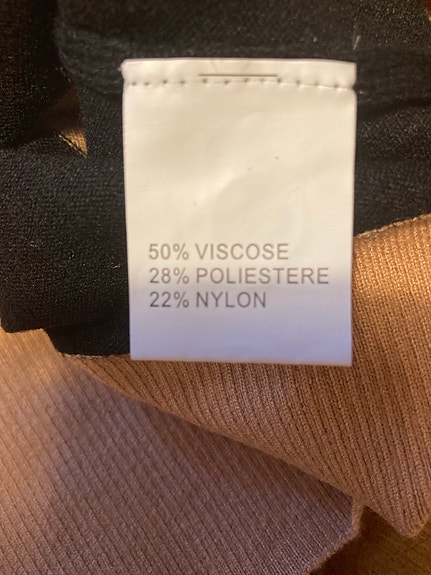 50% VISCOSE
28% POLIESTERE
22% NYLON